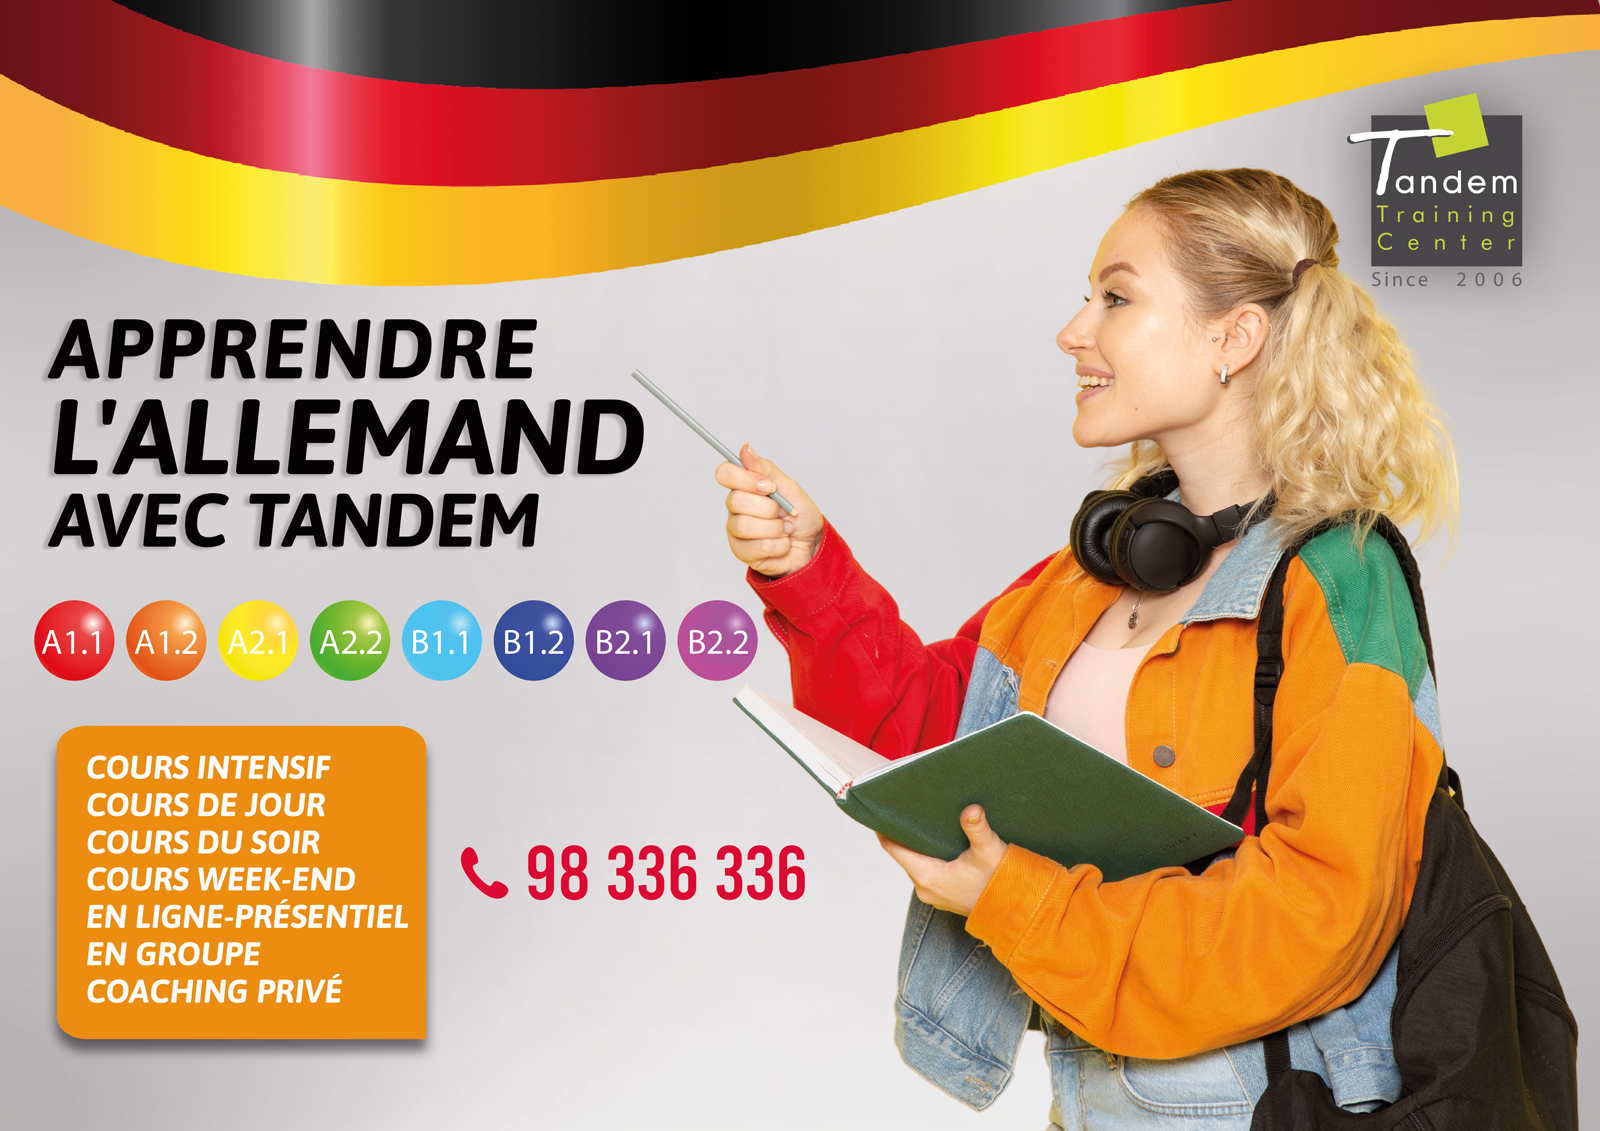 Tandem
Training
Center
Since 2006
APPRENDRE
L'ALLEMAND
AVEC TANDEM
A1.1 A1.2 A2.1 A2.2 B1.1 B1.2 B2.1 B2.2
COURS INTENSIF
COURS DE JOUR
COURS DU SOIR
COURS WEEK-END
EN LIGNE-PRÉSENTIEL
EN GROUPE
COACHING PRIVÉ
98 336 336